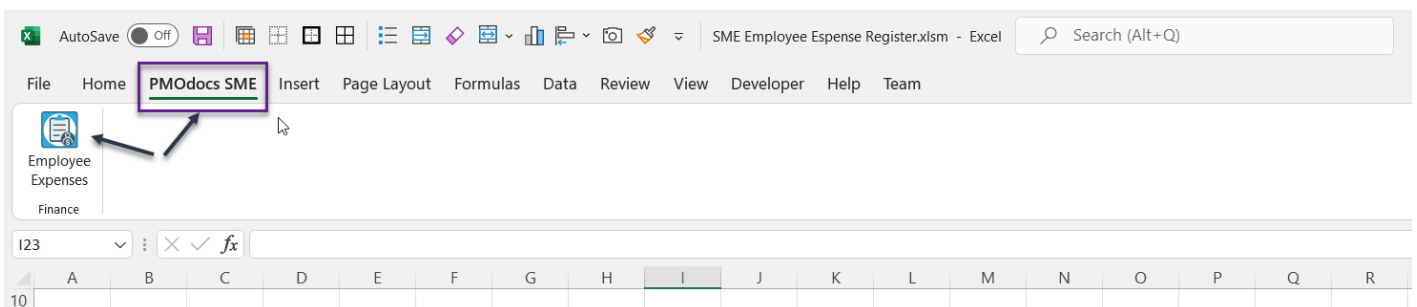 AutoSave Off SME Employee Espense Register.xlsm - Excel Search (Alt+Q)
File Home PMOdocs SME Insert Page Layout Formulas Data Review View Developer Help Team
Employee
Expenses
Finance
I23 fx
A B C D E F G H I J K L M N O P Q R
10